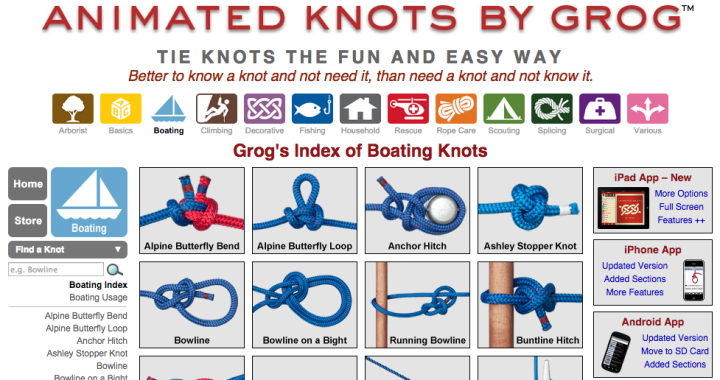 ANIMATED KNOTS BY GROG™
TIE KNOTS THE FUN AND EASY WAY
Better to know a knot and not need it, than need a knot and not know it.
Arborist Basics Boating Climbing Decorative Fishing Household Rescue Rope Care Scouting Splicing Surgical Various
Grog's Index of Boating Knots
Home
Store
Boating
Find a Knot ▼
e.g. Bowline
Boating Index
Boating Usage
Alpine Butterfly Bend
Alpine Butterfly Loop
Anchor Hitch
Ashley Stopper Knot
Bowline
Bowline on a Bight
Alpine Butterfly Bend
Alpine Butterfly Loop
Anchor Hitch
Ashley Stopper Knot
Bowline
Bowline on a Bight
Running Bowline
Buntline Hitch
iPad App – New
More Options
Full Screen
Features ++
iPhone App
Updated Version
Added Sections
More Features
Android App
Updated Version
Move to SD Card
Added Sections